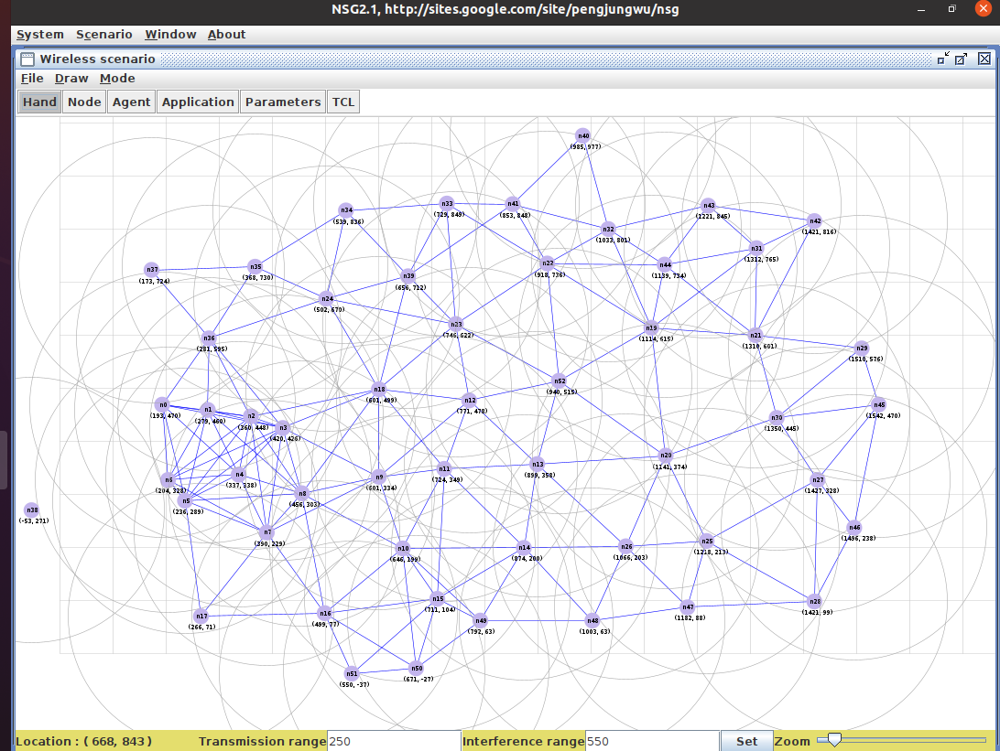 NSG2.1, http://sites.google.com/site/pengjungwu/nsg
System Scenario Window About
Wireless scenario
File Draw Mode
Hand Node Agent Application Parameters TCL
n40
(985, 977)
n34
(539, 836)
n33
(729, 849)
n41
(853, 848)
n43
(1221, 845)
n42
(1421, 816)
n32
(1033, 801)
n31
(1312, 765)
n37
(173, 724)
n35
(368, 730)
n39
(656, 712)
n22
(918, 736)
n44
(1139, 734)
n24
(502, 670)
n23
(746, 622)
n19
(1114, 615)
n21
(1310, 601)
n36
(281, 595)
n29
(1510, 576)
n52
(940, 515)
n18
(601, 499)
n12
(771, 478)
n0
(193, 470)
n1
(279, 460)
n2
(360, 448)
n3
(420, 426)
n30
(1350, 445)
n45
(1542, 470)
n20
(1141, 374)
n13
(899, 358)
n11
(724, 349)
n9
(601, 334)
n4
(337, 338)
n6
(204, 328)
n27
(1427, 328)
n8
(456, 303)
n5
(236, 289)
n38
(-53, 271)
n7
(390, 229)
n46
(1496, 238)
n25
(1218, 213)
n26
(1066, 203)
n14
(874, 200)
n10
(646, 199)
n15
(711, 104)
n28
(1421, 99)
n47
(1182, 88)
n16
(499, 77)
n17
(266, 71)
n49
(792, 63)
n48
(1003, 63)
n50
(671, -27)
n51
(550, -37)
Location : ( 668, 843 ) Transmission range 250 Interference range 550 Set Zoom